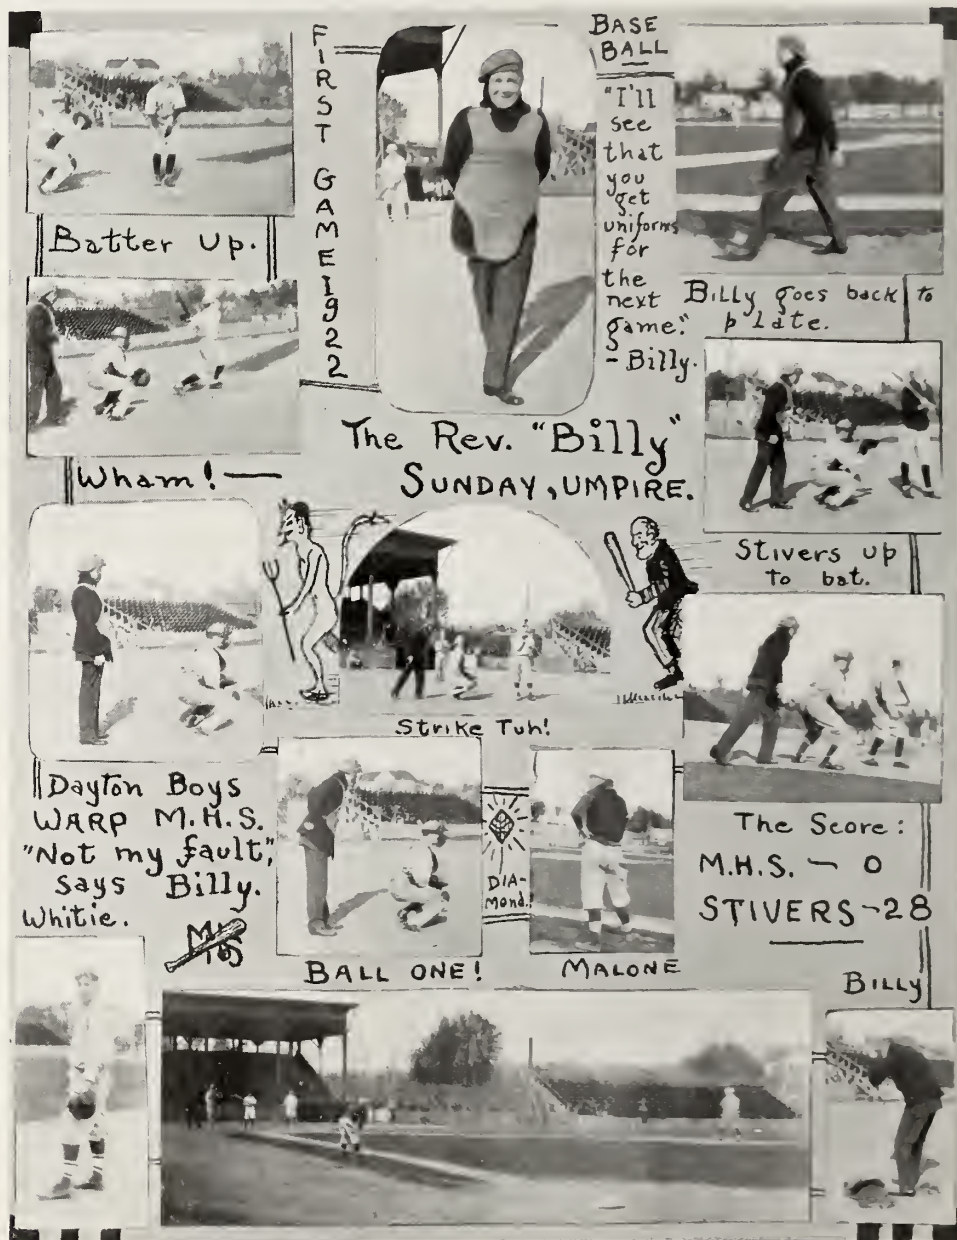 FIRST GAME 1922
BASE
BALL
"I'll
see
that
you
get
uniforms
for
the
next
game."
- Billy.
Batter up.
Billy goes back to
plate.
The Rev. "Billy"
SUNDAY, UMPIRE.
Wham! —
Stivers up
to bat.
Strike Tuh!
Dayton Boys
WARP M.H.S.
"Not my fault",
says Billy.
Whitie.
MHS
DIA-
Mond.
The Score:
M.H.S. — 0
STIVERS - 28
BALL ONE!
MALONE
BILLY